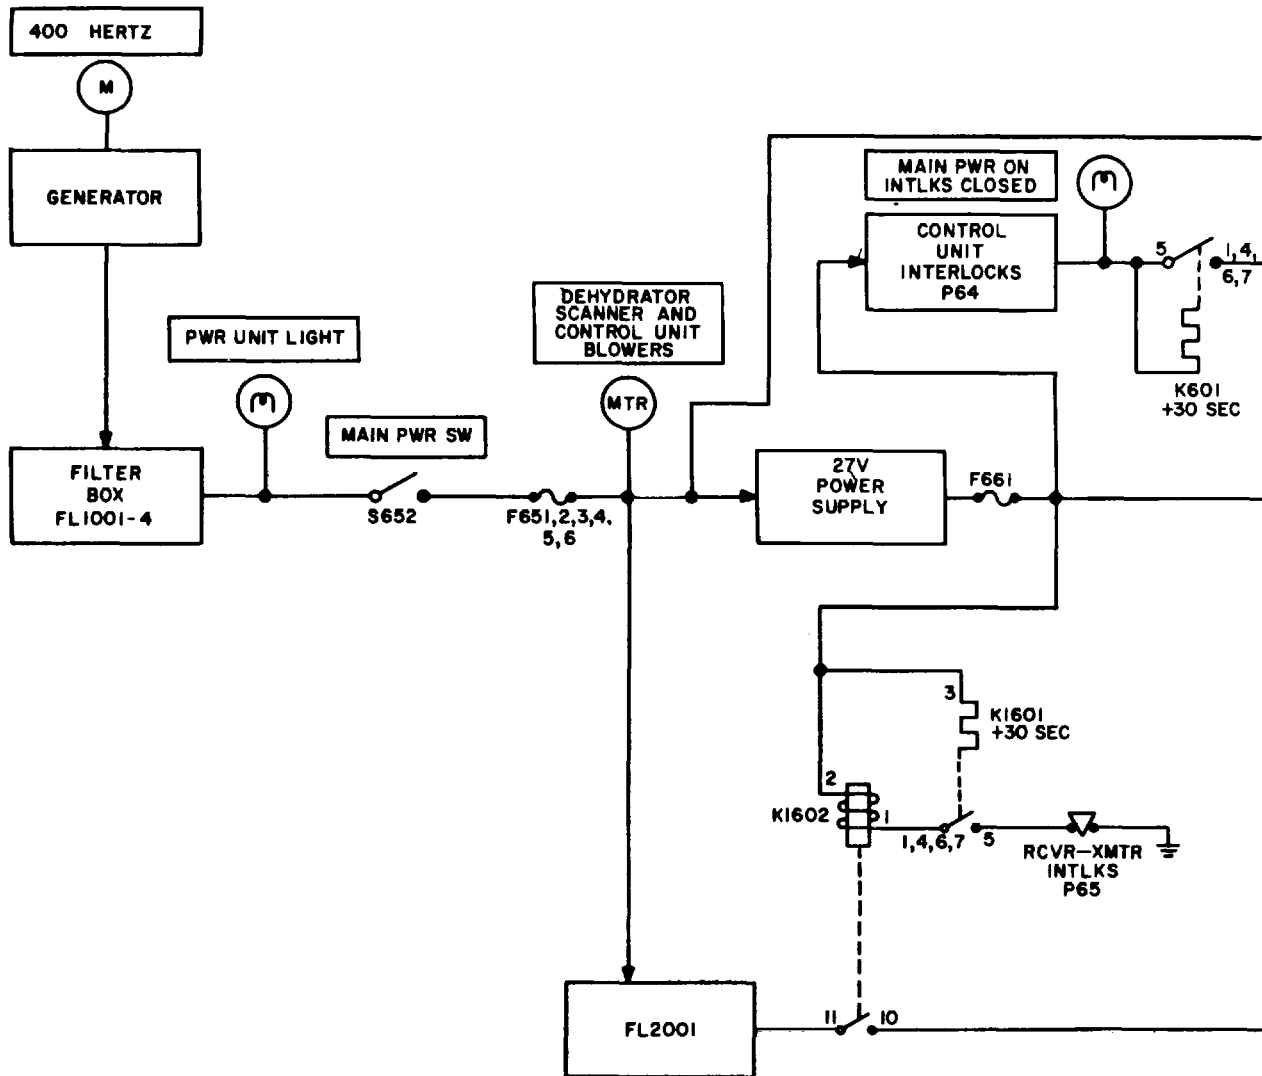 400 HERTZ
M
GENERATOR
FILTER
BOX
FL1001-4
PWR UNIT LIGHT
MAIN PWR SW
S652
F651,2,3,4,
5,6
DEHYDRATOR
SCANNER AND
CONTROL UNIT
BLOWERS
MTR
27V
POWER
SUPPLY
F661
MAIN PWR ON
INTLKS CLOSED
CONTROL
UNIT
INTERLOCKS
P64
5
1,4,
6,7
K601
+30 SEC
3
K1601
+30 SEC
2
K1602
1
1,4,6,7
5
RCVR-XMTR
INTLKS
P65
FL2001
11
10